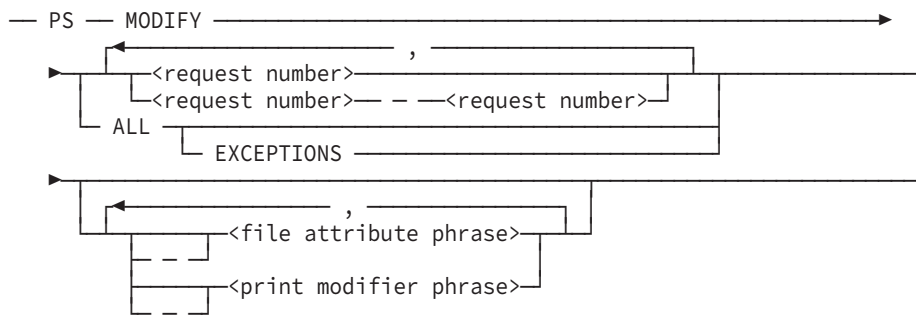 PS MODIFY
,
<request number>
<request number> - <request number>
ALL
EXCEPTIONS
,
<file attribute phrase>
-
<print modifier phrase>
-